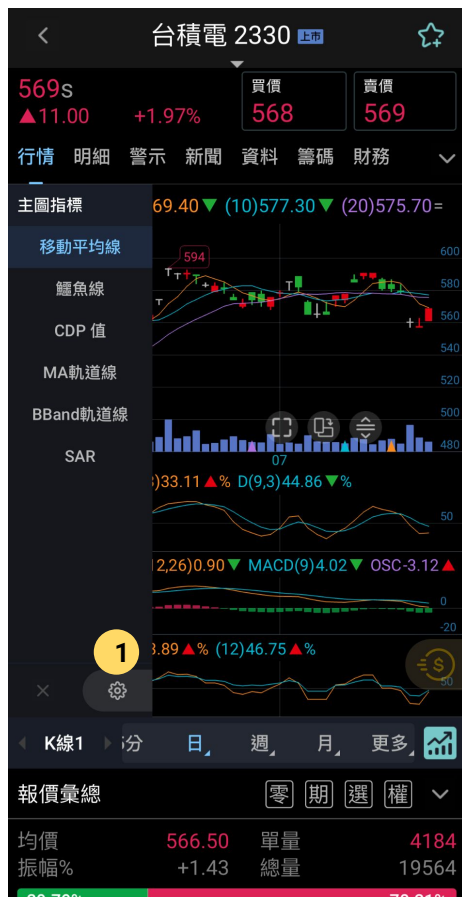 台積電 2330 上市
569s
▲11.00 +1.97%
買價
568
賣價
569
行情 明細 警示 新聞 資料 籌碼 財務
主圖指標
移動平均線
鱷魚線
CDP 值
MA軌道線
BBand軌道線
SAR
69.40▼ (10)577.30▼ (20)575.70=
594
600
580
560
540
520
500
480
07
)33.11▲% D(9,3)44.86▼%
50
2,26)0.90▼ MACD(9)4.02▼ OSC-3.12▲
0
-20
3.89▲% (12)46.75▲%
50
1
K線1 分 日 週 月 更多
報價彙總 零 期 選 權
均價 566.50 單量 4184
振幅% +1.43 總量 19564